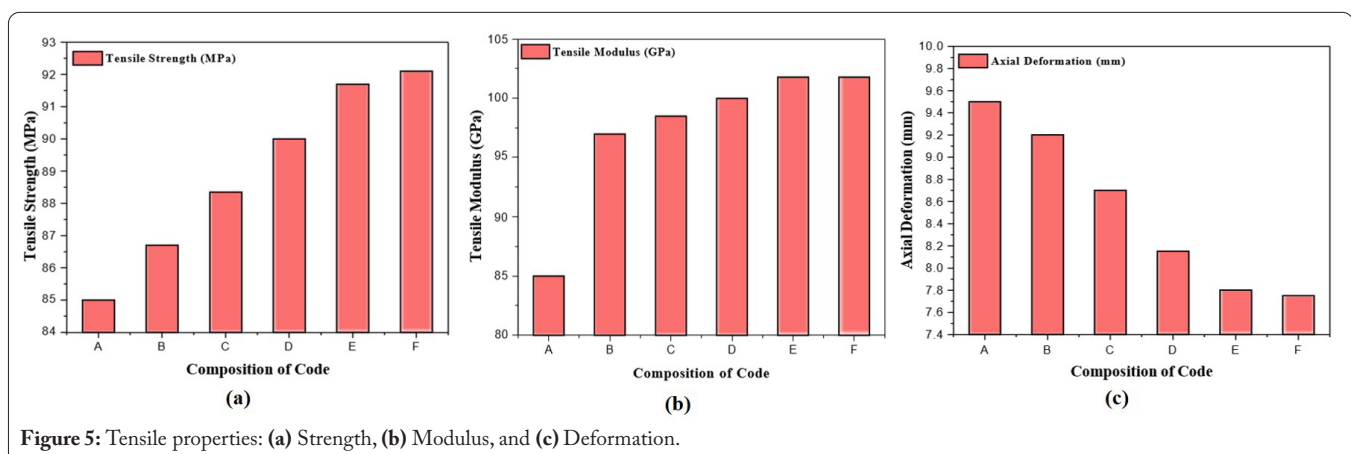 93
92
91
90
89
88
87
86
85
84
Tensile Strength (MPa)
Tensile Strength (MPa)
A B C D E F
Composition of Code
(a)
105
100
95
90
85
80
Tensile Modulus (GPa)
Tensile Modulus (GPa)
A B C D E F
Composition of Code
(b)
10.0
9.8
9.6
9.4
9.2
9.0
8.8
8.6
8.4
8.2
8.0
7.8
7.6
7.4
Axial Deformation (mm)
Axial Deformation (mm)
A B C D E F
Composition of Code
(c)
Figure 5: Tensile properties: (a) Strength, (b) Modulus, and (c) Deformation.